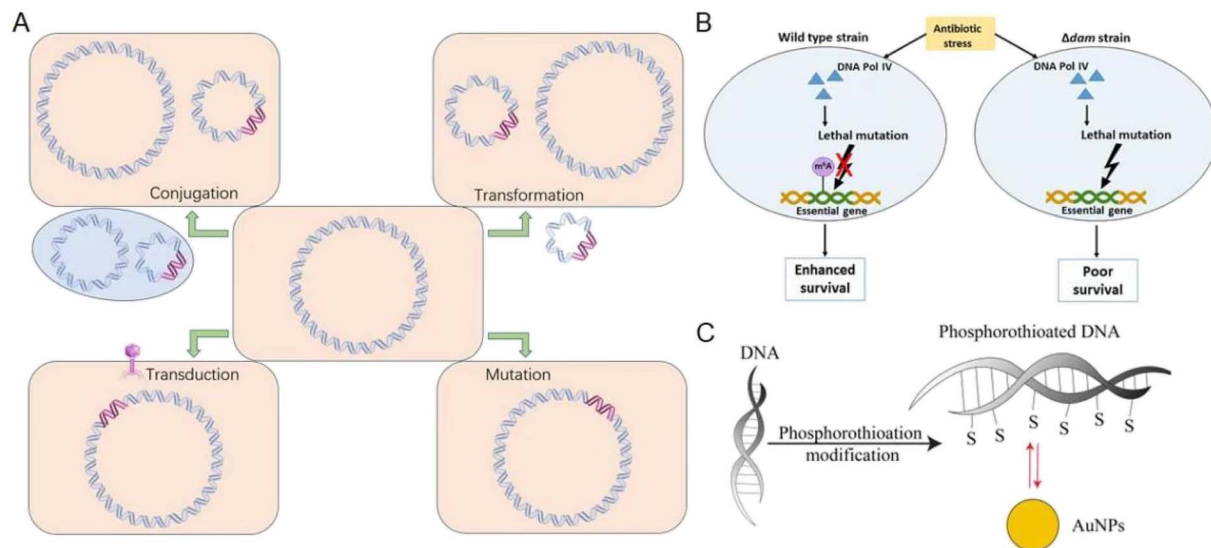 A
Conjugation
Transformation
Transduction
Mutation
B
Wild type strain
Antibiotic
stress
Δdam strain
DNA Pol IV
DNA Pol IV
Lethal mutation
Lethal mutation
m⁶A
Essential gene
Essential gene
Enhanced
survival
Poor
survival
C
DNA
Phosphorothioated DNA
Phosphorothioation
modification
S
S
S
S
S
S
AuNPs